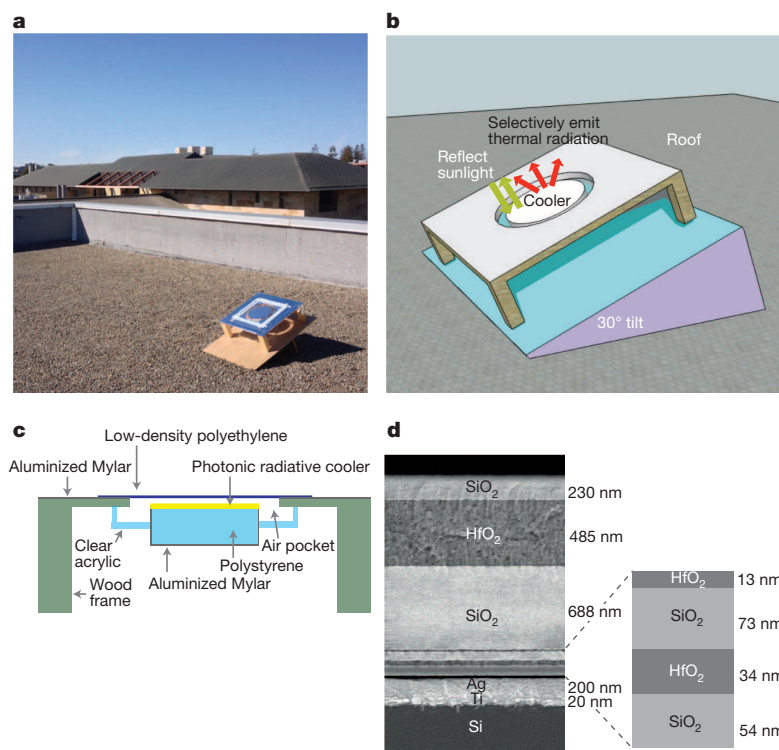 a
b
Selectively emit
thermal radiation
Reflect
sunlight
Roof
Cooler
30° tilt
c
Low-density polyethylene
Aluminized Mylar
Photonic radiative cooler
Clear
acrylic
Air pocket
Polystyrene
Aluminized Mylar
Wood
frame
d
SiO₂
230 nm
HfO₂
485 nm
SiO₂
688 nm
Ag
200 nm
Ti
20 nm
Si
HfO₂
13 nm
SiO₂
73 nm
HfO₂
34 nm
SiO₂
54 nm